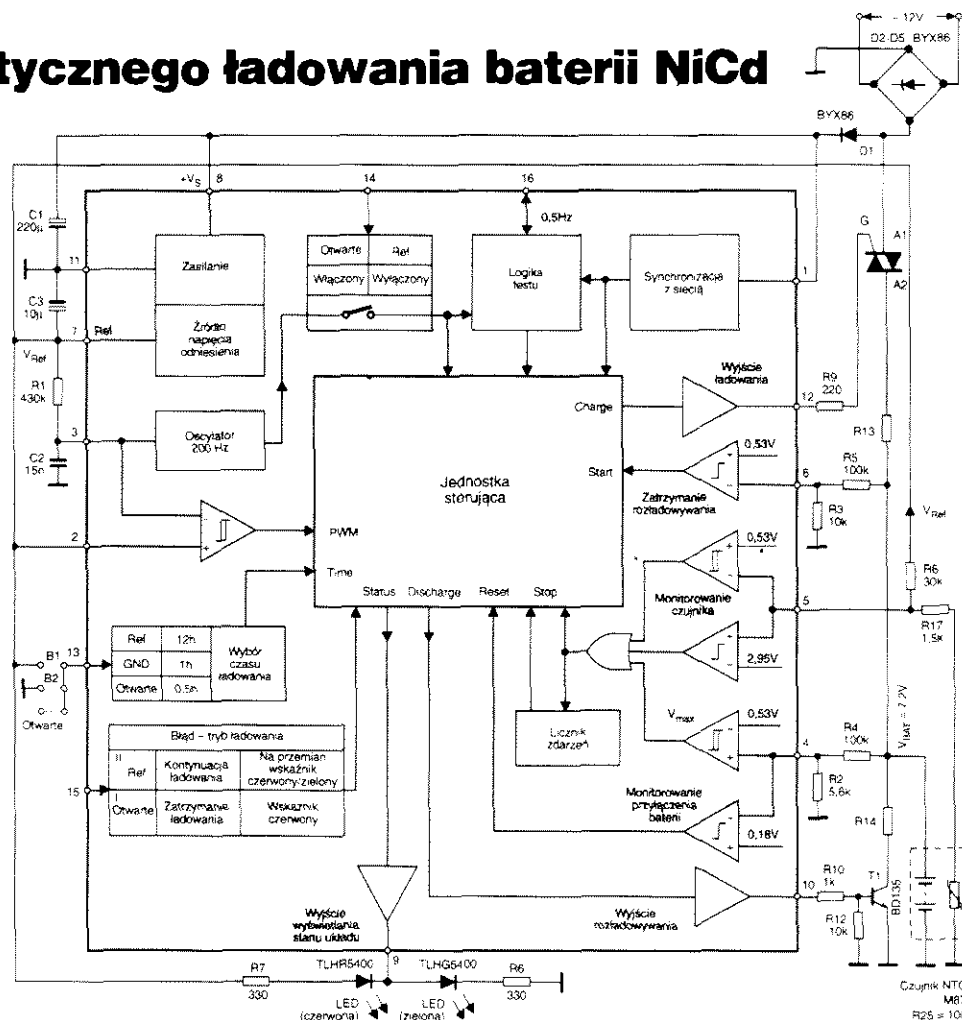 tycznego ładowania baterii NiCd
~ 12V
D2-D5 BYX86
BYX86
D1
+VS
8
14
16
0,5Hz
C1
220µ
11
C3
10µ
7
Ref
VRef
R1
430k
3
C2
15n
2
Zasilanie
Źródło
napięcia
odniesienia
Otwarte
Ref
Włączony
Wyłączony
Logika
testu
Synchronizacja
z siecią
1
G
A1
A2
Oscylator
200 Hz
Charge
Wyjście
ładowania
12
R9
220
R13
Jednostka
sterująca
Start
0,53V
Zatrzymanie
rozładowywania
6
R5
100k
R3
10k
VRef
R6
30k
PWM
Time
Status
Discharge
Reset
Stop
0,53V
Monitorowanie
czujnika
5
2,95V
R17
1,5k
B1
B2
Otwarte
13
Ref
12h
GND
1h
Otwarte
0,5h
Wybór
czasu
ładowania
Licznik
zdarzeń
Vmax
0,53V
4
R4
100k
VBAT = 7,2V
R2
5,6k
Błąd – tryb ładowania
15
II
Ref
Kontynuacja
ładowania
Na przemian
wskaźnik
czerwony/zielony
I
Otwarte
Zatrzymanie
ładowania
Wskaźnik
czerwony
Monitorowanie
przyłączenia
baterii
0,18V
R14
10
R10
1k
T1
BD135
R12
10k
Wyjście
wyświetlania
stanu układu
Wyjście
rozładowywania
9
R7
330
TLHR5400
TLHG5400
R6
330
LED
(czerwona)
LED
(zielona)
Czujnik NTC
R25 = 10